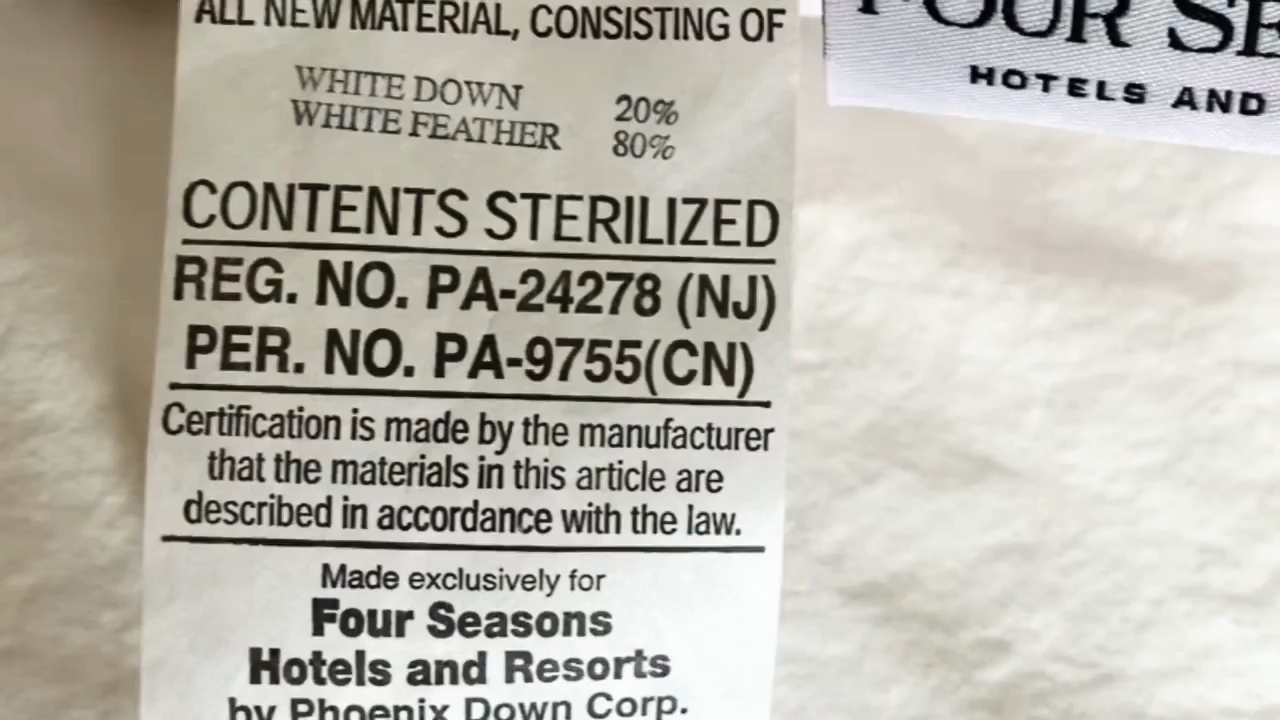 ALL NEW MATERIAL, CONSISTING OF
WHITE DOWN 20%
WHITE FEATHER 80%
CONTENTS STERILIZED
REG. NO. PA-24278 (NJ)
PER. NO. PA-9755(CN)
Certification is made by the manufacturer
that the materials in this article are
described in accordance with the law.
Made exclusively for
Four Seasons
Hotels and Resorts
by Phoenix Down Corp.
FOUR SE
HOTELS AND